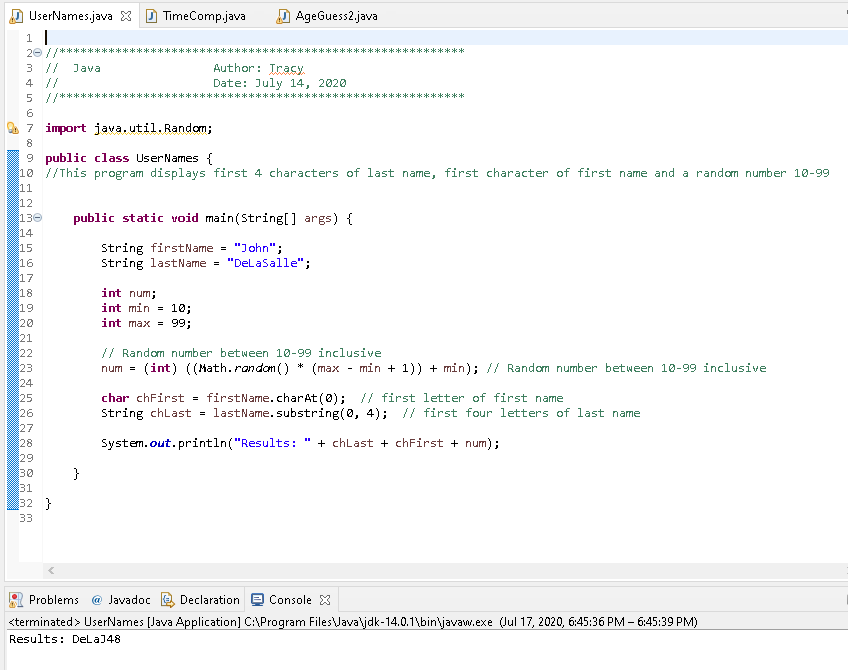 UserNames.java TimeComp.java AgeGuess2.java
1
2 //**********************************************************
3 //  Java                Author: Tracy
4 //                      Date: July 14, 2020
5 //**********************************************************
6
7 import java.util.Random;
8
9 public class UserNames {
10 //This program displays first 4 characters of last name, first character of first name and a random number 10-99
11
12
13     public static void main(String[] args) {
14
15         String firstName = "John";
16         String lastName = "DeLaSalle";
17
18         int num;
19         int min = 10;
20         int max = 99;
21
22         // Random number between 10-99 inclusive
23         num = (int) ((Math.random() * (max - min + 1)) + min); // Random number between 10-99 inclusive
24
25         char chFirst = firstName.charAt(0);  // first letter of first name
26         String chLast = lastName.substring(0, 4);  // first four letters of last name
27
28         System.out.println("Results: " + chLast + chFirst + num);
29
30     }
31
32 }
33
Problems @ Javadoc Declaration Console
<terminated> UserNames [Java Application] C:\Program Files\Java\jdk-14.0.1\bin\javaw.exe (Jul 17, 2020, 6:45:36 PM – 6:45:39 PM)
Results: DeLaJ48